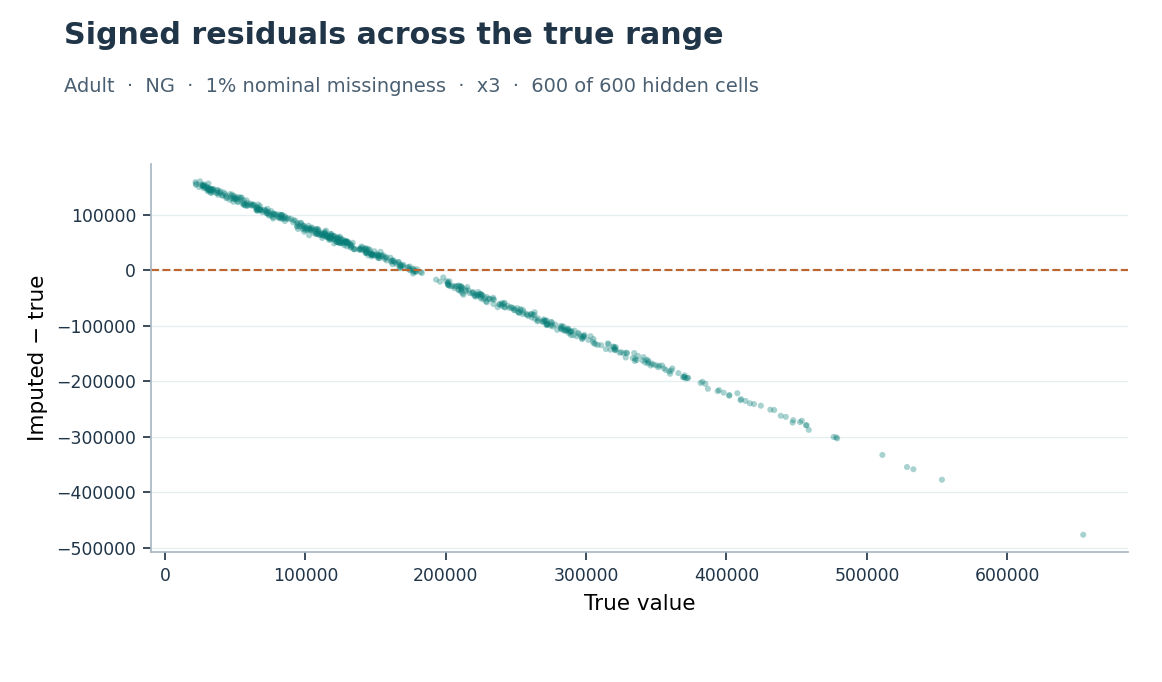 Signed residuals across the true range
Adult · NG · 1% nominal missingness · x3 · 600 of 600 hidden cells
Imputed − true
100000
0
−100000
−200000
−300000
−400000
−500000
0 100000 200000 300000 400000 500000 600000
True value